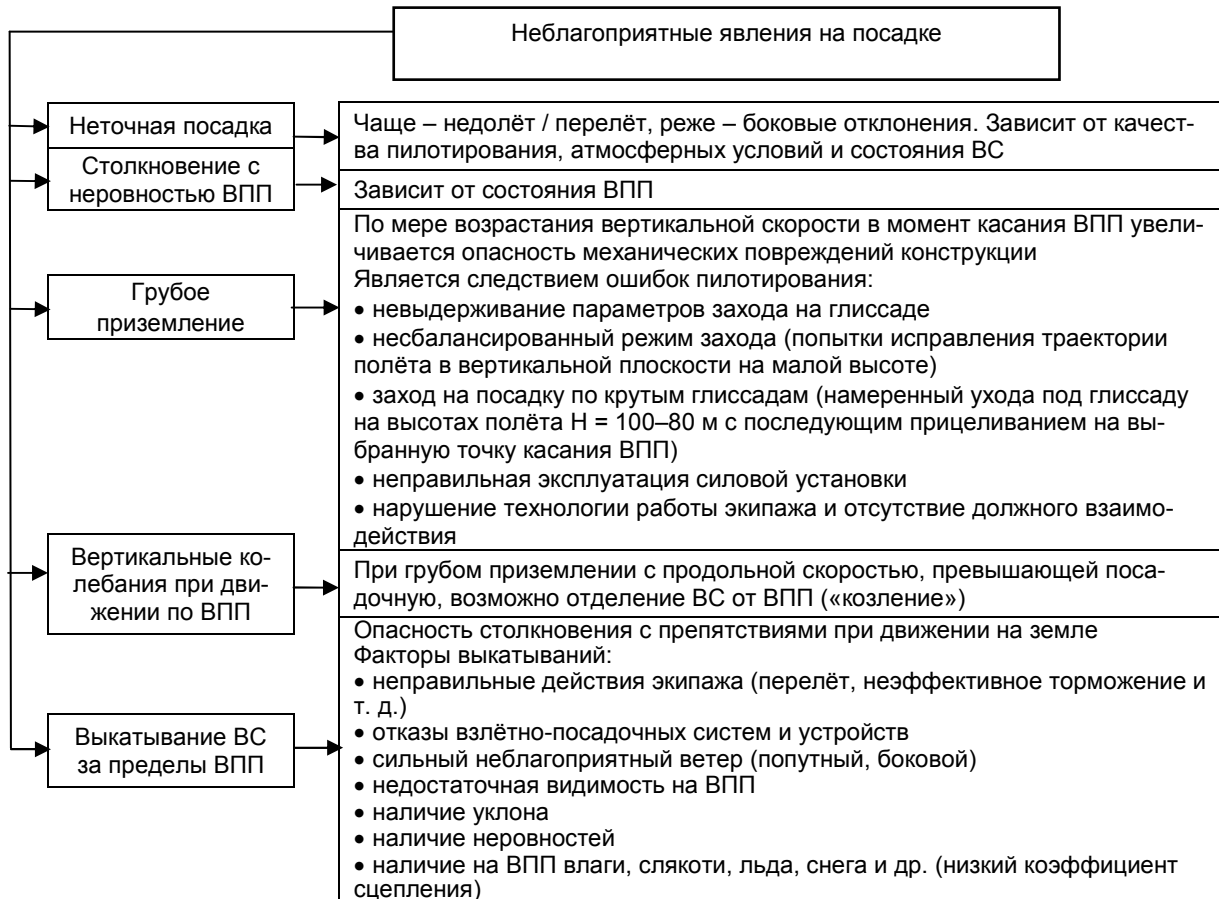 Неблагоприятные явления на посадке
Неточная посадка
Чаще – недолёт / перелёт, реже – боковые отклонения. Зависит от качест-
ва пилотирования, атмосферных условий и состояния ВС
Столкновение с
неровностью ВПП
Зависит от состояния ВПП
Грубое
приземление
По мере возрастания вертикальной скорости в момент касания ВПП увели-
чивается опасность механических повреждений конструкции
Является следствием ошибок пилотирования:
• невыдерживание параметров захода на глиссаде
• несбалансированный режим захода (попытки исправления траектории
полёта в вертикальной плоскости на малой высоте)
• заход на посадку по крутым глиссадам (намеренный ухода под глиссаду
на высотах полёта Н = 100–80 м с последующим прицеливанием на вы-
бранную точку касания ВПП)
• неправильная эксплуатация силовой установки
• нарушение технологии работы экипажа и отсутствие должного взаимо-
действия
Вертикальные ко-
лебания при дви-
жении по ВПП
При грубом приземлении с продольной скоростью, превышающей поса-
дочную, возможно отделение ВС от ВПП («козление»)
Выкатывание ВС
за пределы ВПП
Опасность столкновения с препятствиями при движении на земле
Факторы выкатываний:
• неправильные действия экипажа (перелёт, неэффективное торможение и
т. д.)
• отказы взлётно-посадочных систем и устройств
• сильный неблагоприятный ветер (попутный, боковой)
• недостаточная видимость на ВПП
• наличие уклона
• наличие неровностей
• наличие на ВПП влаги, слякоти, льда, снега и др. (низкий коэффициент
сцепления)